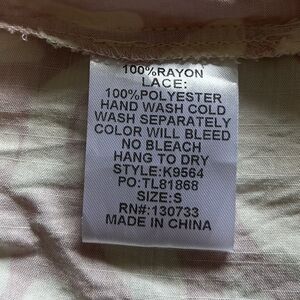 100%RAYON
LACE:
100%POLYESTER
HAND WASH COLD
WASH SEPARATELY
COLOR WILL BLEED
NO BLEACH
HANG TO DRY
STYLE:K9564
PO:TL81868
SIZE:S
RN#:130733
MADE IN CHINA